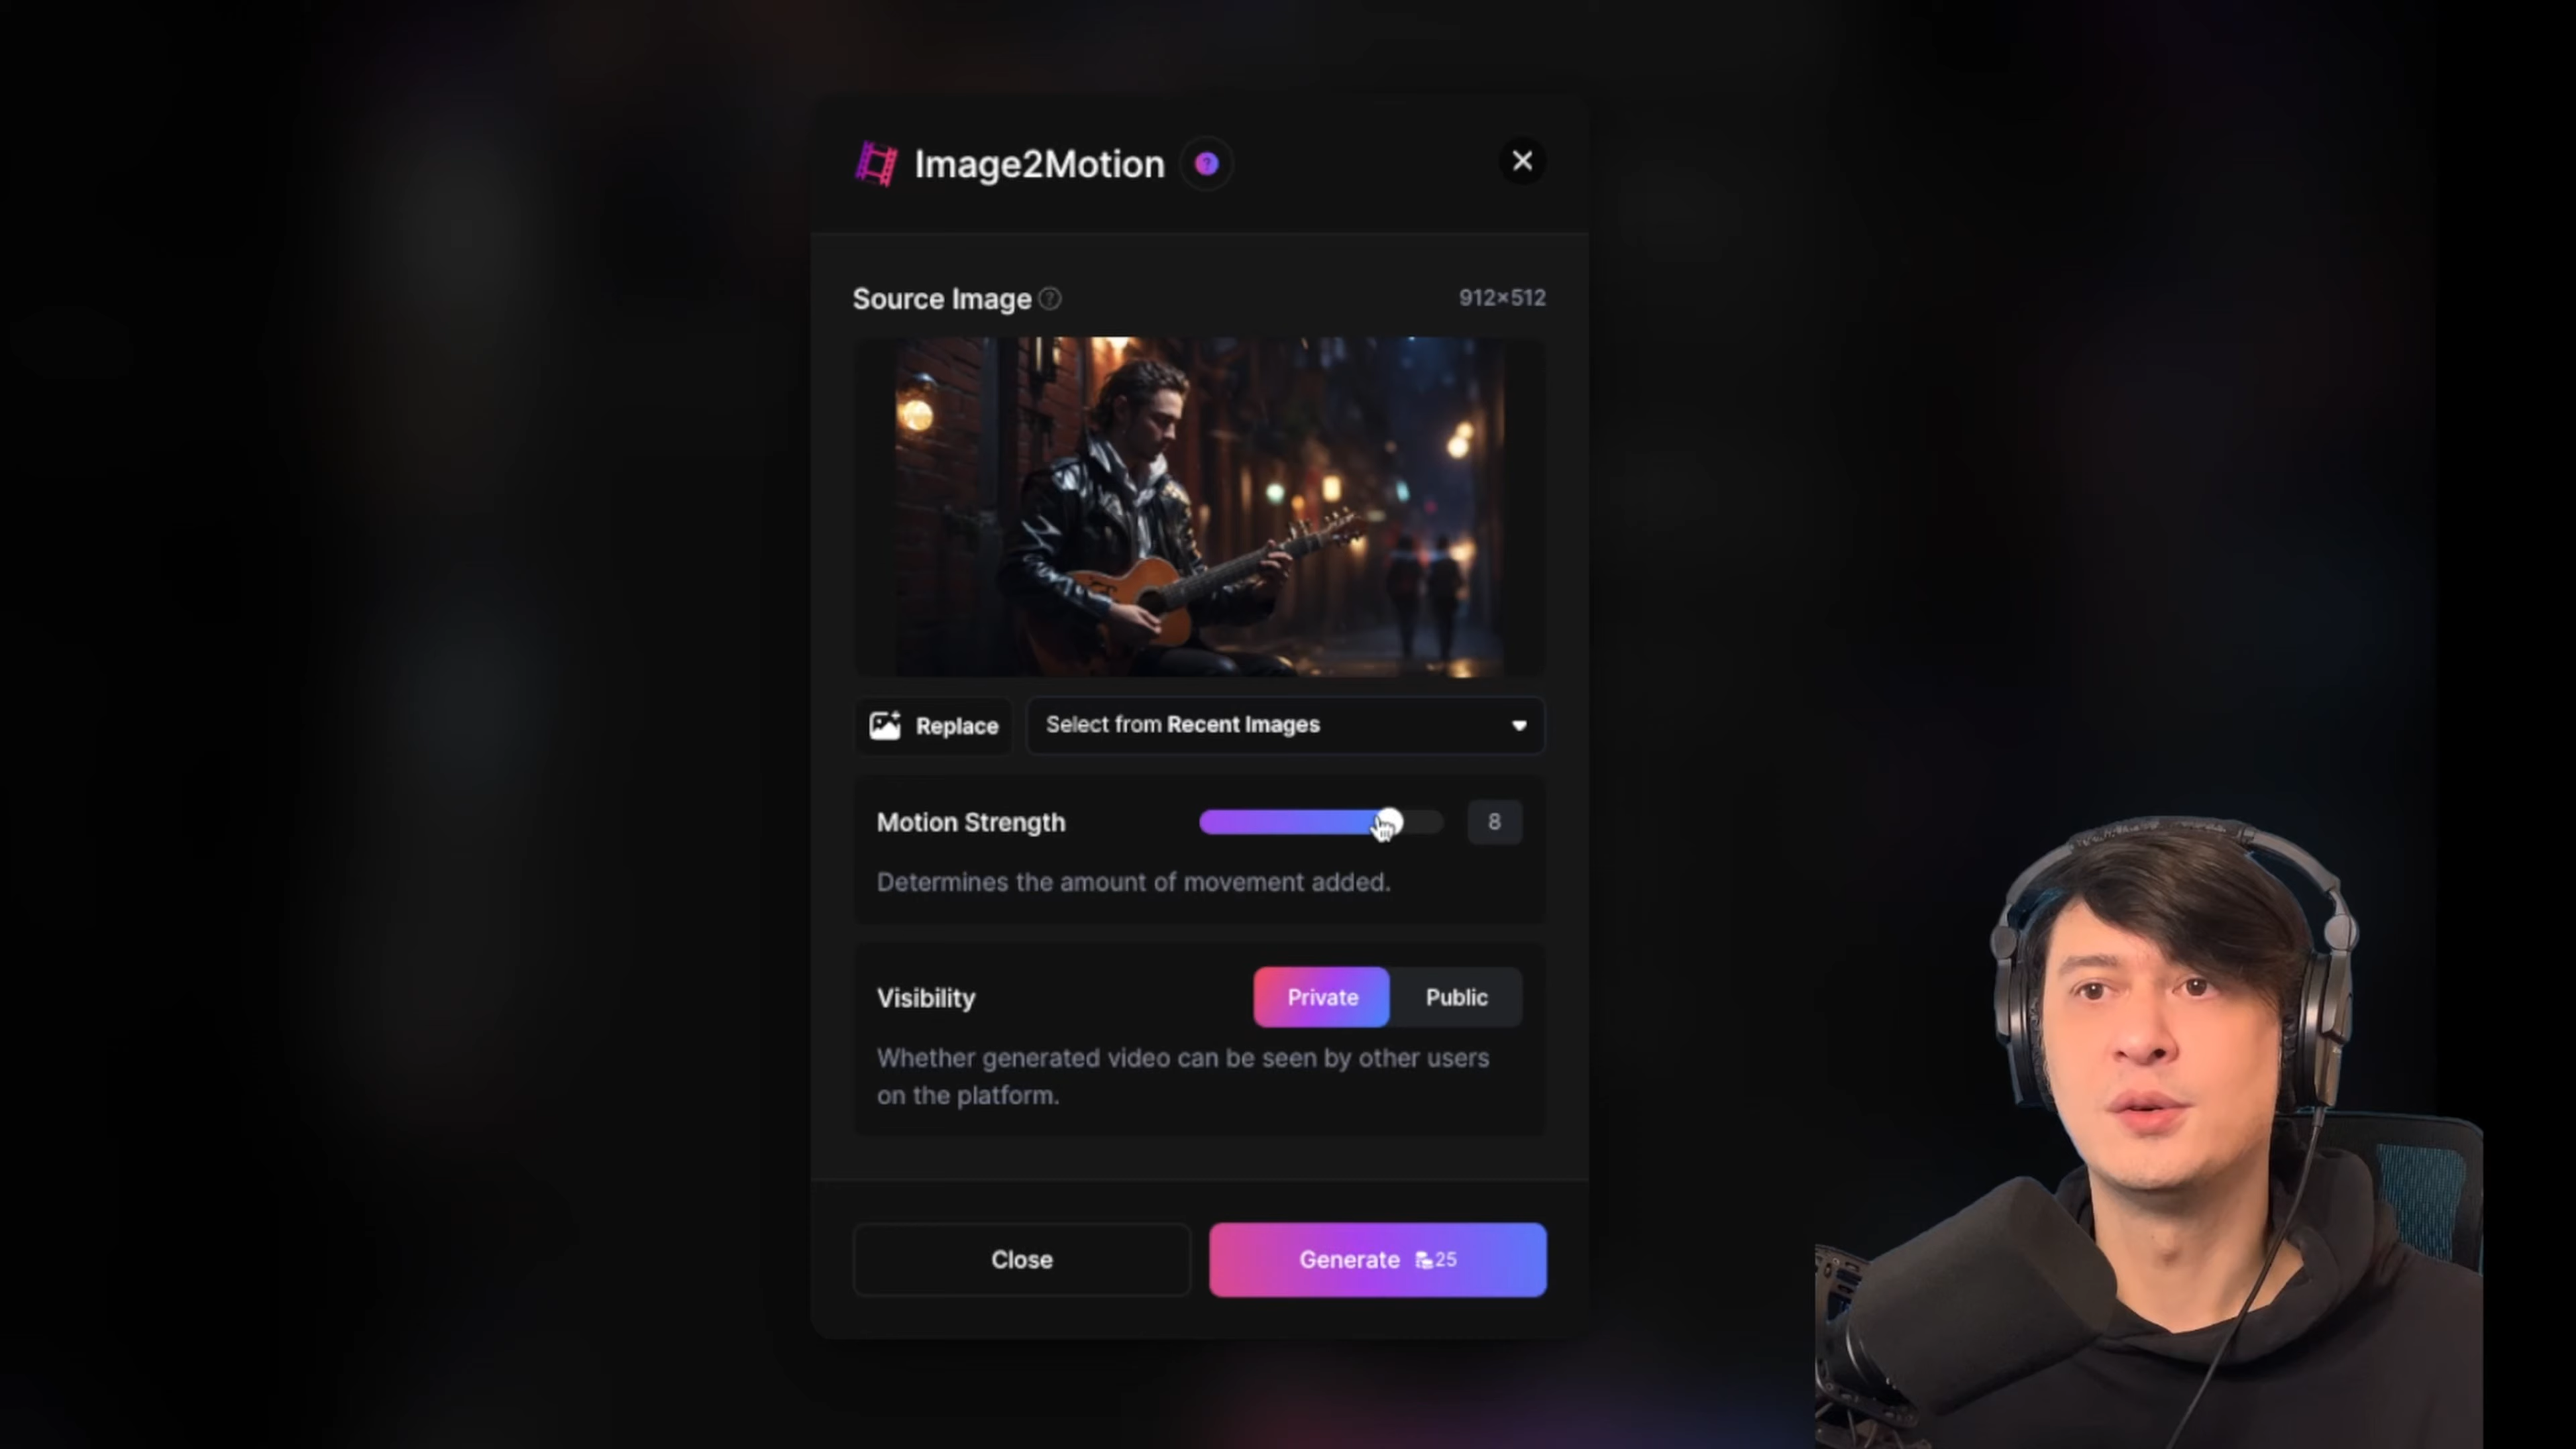 Image2Motion ?
Source Image ? 912×512
Replace Select from Recent Images
Motion Strength 8
Determines the amount of movement added.
Visibility Private Public
Whether generated video can be seen by other users
on the platform.
Close Generate 25